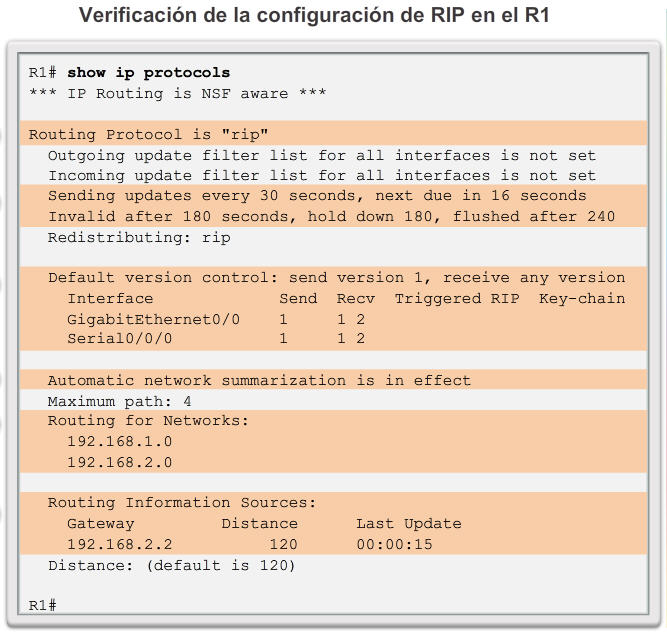 Verificación de la configuración de RIP en el R1
R1# show ip protocols
*** IP Routing is NSF aware ***
Routing Protocol is "rip"
Outgoing update filter list for all interfaces is not set
Incoming update filter list for all interfaces is not set
Sending updates every 30 seconds, next due in 16 seconds
Invalid after 180 seconds, hold down 180, flushed after 240
Redistributing: rip
Default version control: send version 1, receive any version
Interface Send Recv Triggered RIP Key-chain
GigabitEthernet0/0 1 1 2
Serial0/0/0 1 1 2
Automatic network summarization is in effect
Maximum path: 4
Routing for Networks:
192.168.1.0
192.168.2.0
Routing Information Sources:
Gateway Distance Last Update
192.168.2.2 120 00:00:15
Distance: (default is 120)
R1#